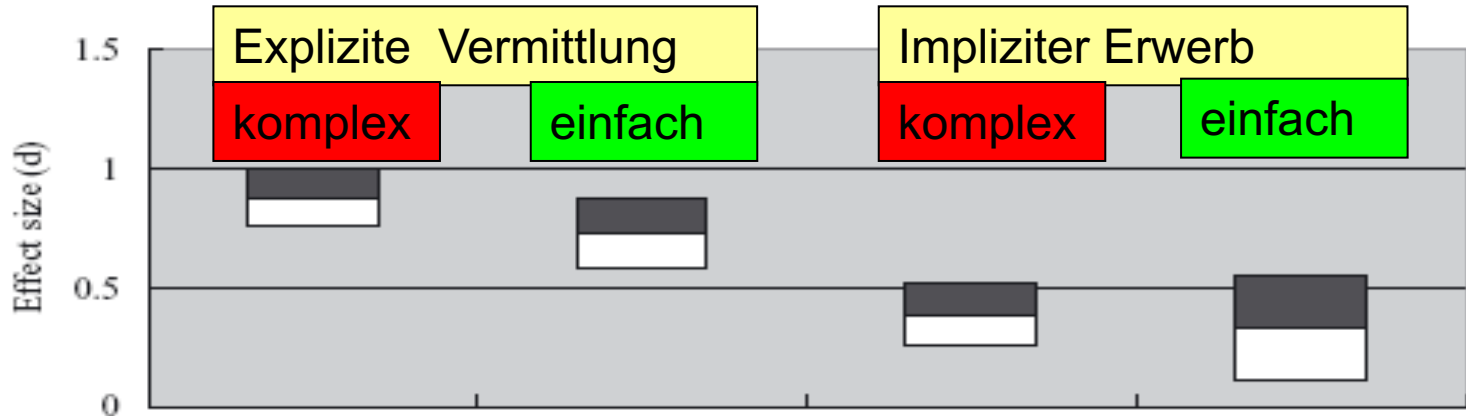 Explizite Vermittlung
Impliziter Erwerb
komplex
einfach
komplex
einfach
Effect size (d)
1.5
1
0.5
0